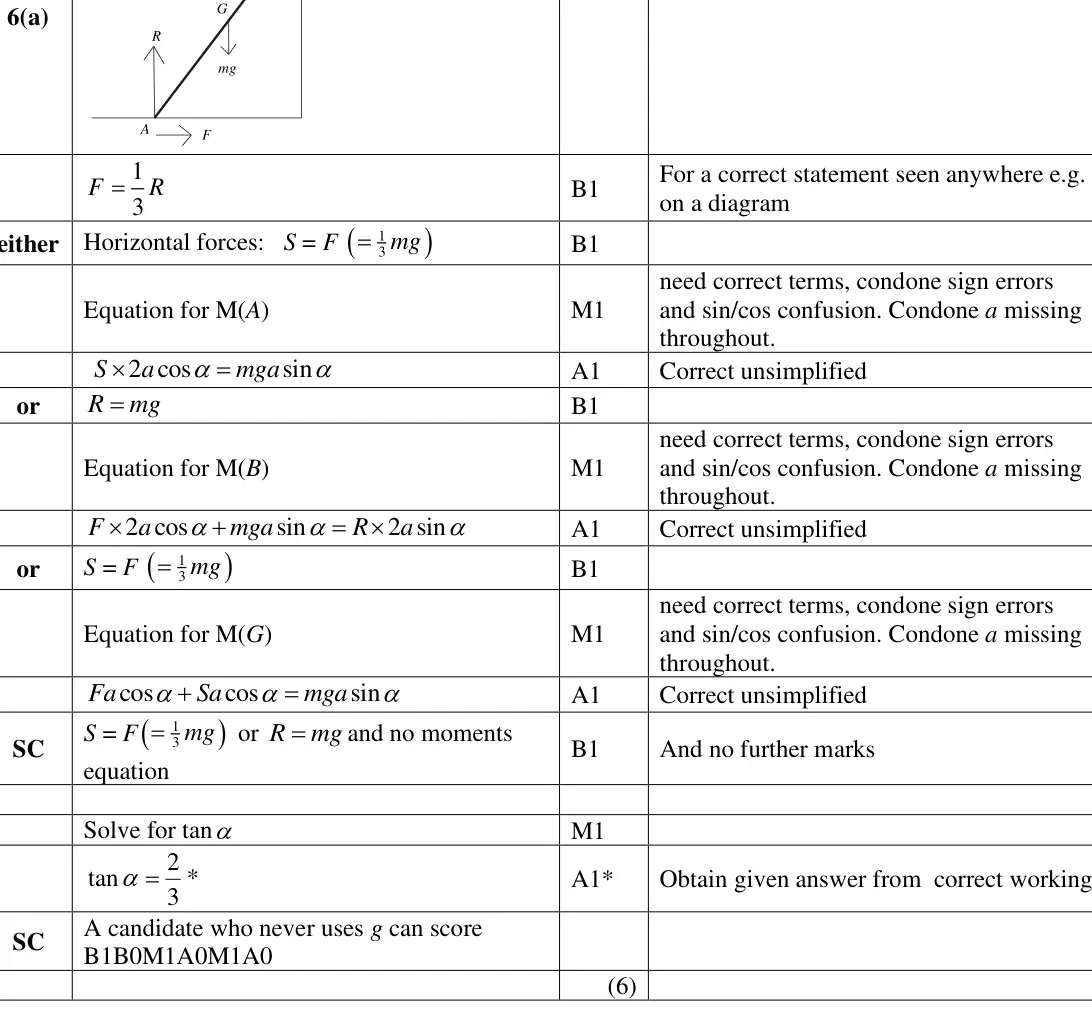 6(a)
G
R
mg
A
F
F = 1/3 R
B1
For a correct statement seen anywhere e.g.
on a diagram
either
Horizontal forces: S = F (= 1/3 mg)
B1
Equation for M(A)
M1
need correct terms, condone sign errors
and sin/cos confusion. Condone a missing
throughout.
S × 2a cos α = mga sin α
A1
Correct unsimplified
or
R = mg
B1
Equation for M(B)
M1
need correct terms, condone sign errors
and sin/cos confusion. Condone a missing
throughout.
F × 2a cos α + mga sin α = R × 2a sin α
A1
Correct unsimplified
or
S = F (= 1/3 mg)
B1
Equation for M(G)
M1
need correct terms, condone sign errors
and sin/cos confusion. Condone a missing
throughout.
Fa cos α + Sa cos α = mga sin α
A1
Correct unsimplified
SC
S = F (= 1/3 mg) or R = mg and no moments
equation
B1
And no further marks
Solve for tan α
M1
tan α = 2/3 *
A1*
Obtain given answer from correct working
SC
A candidate who never uses g can score
B1B0M1A0M1A0
(6)